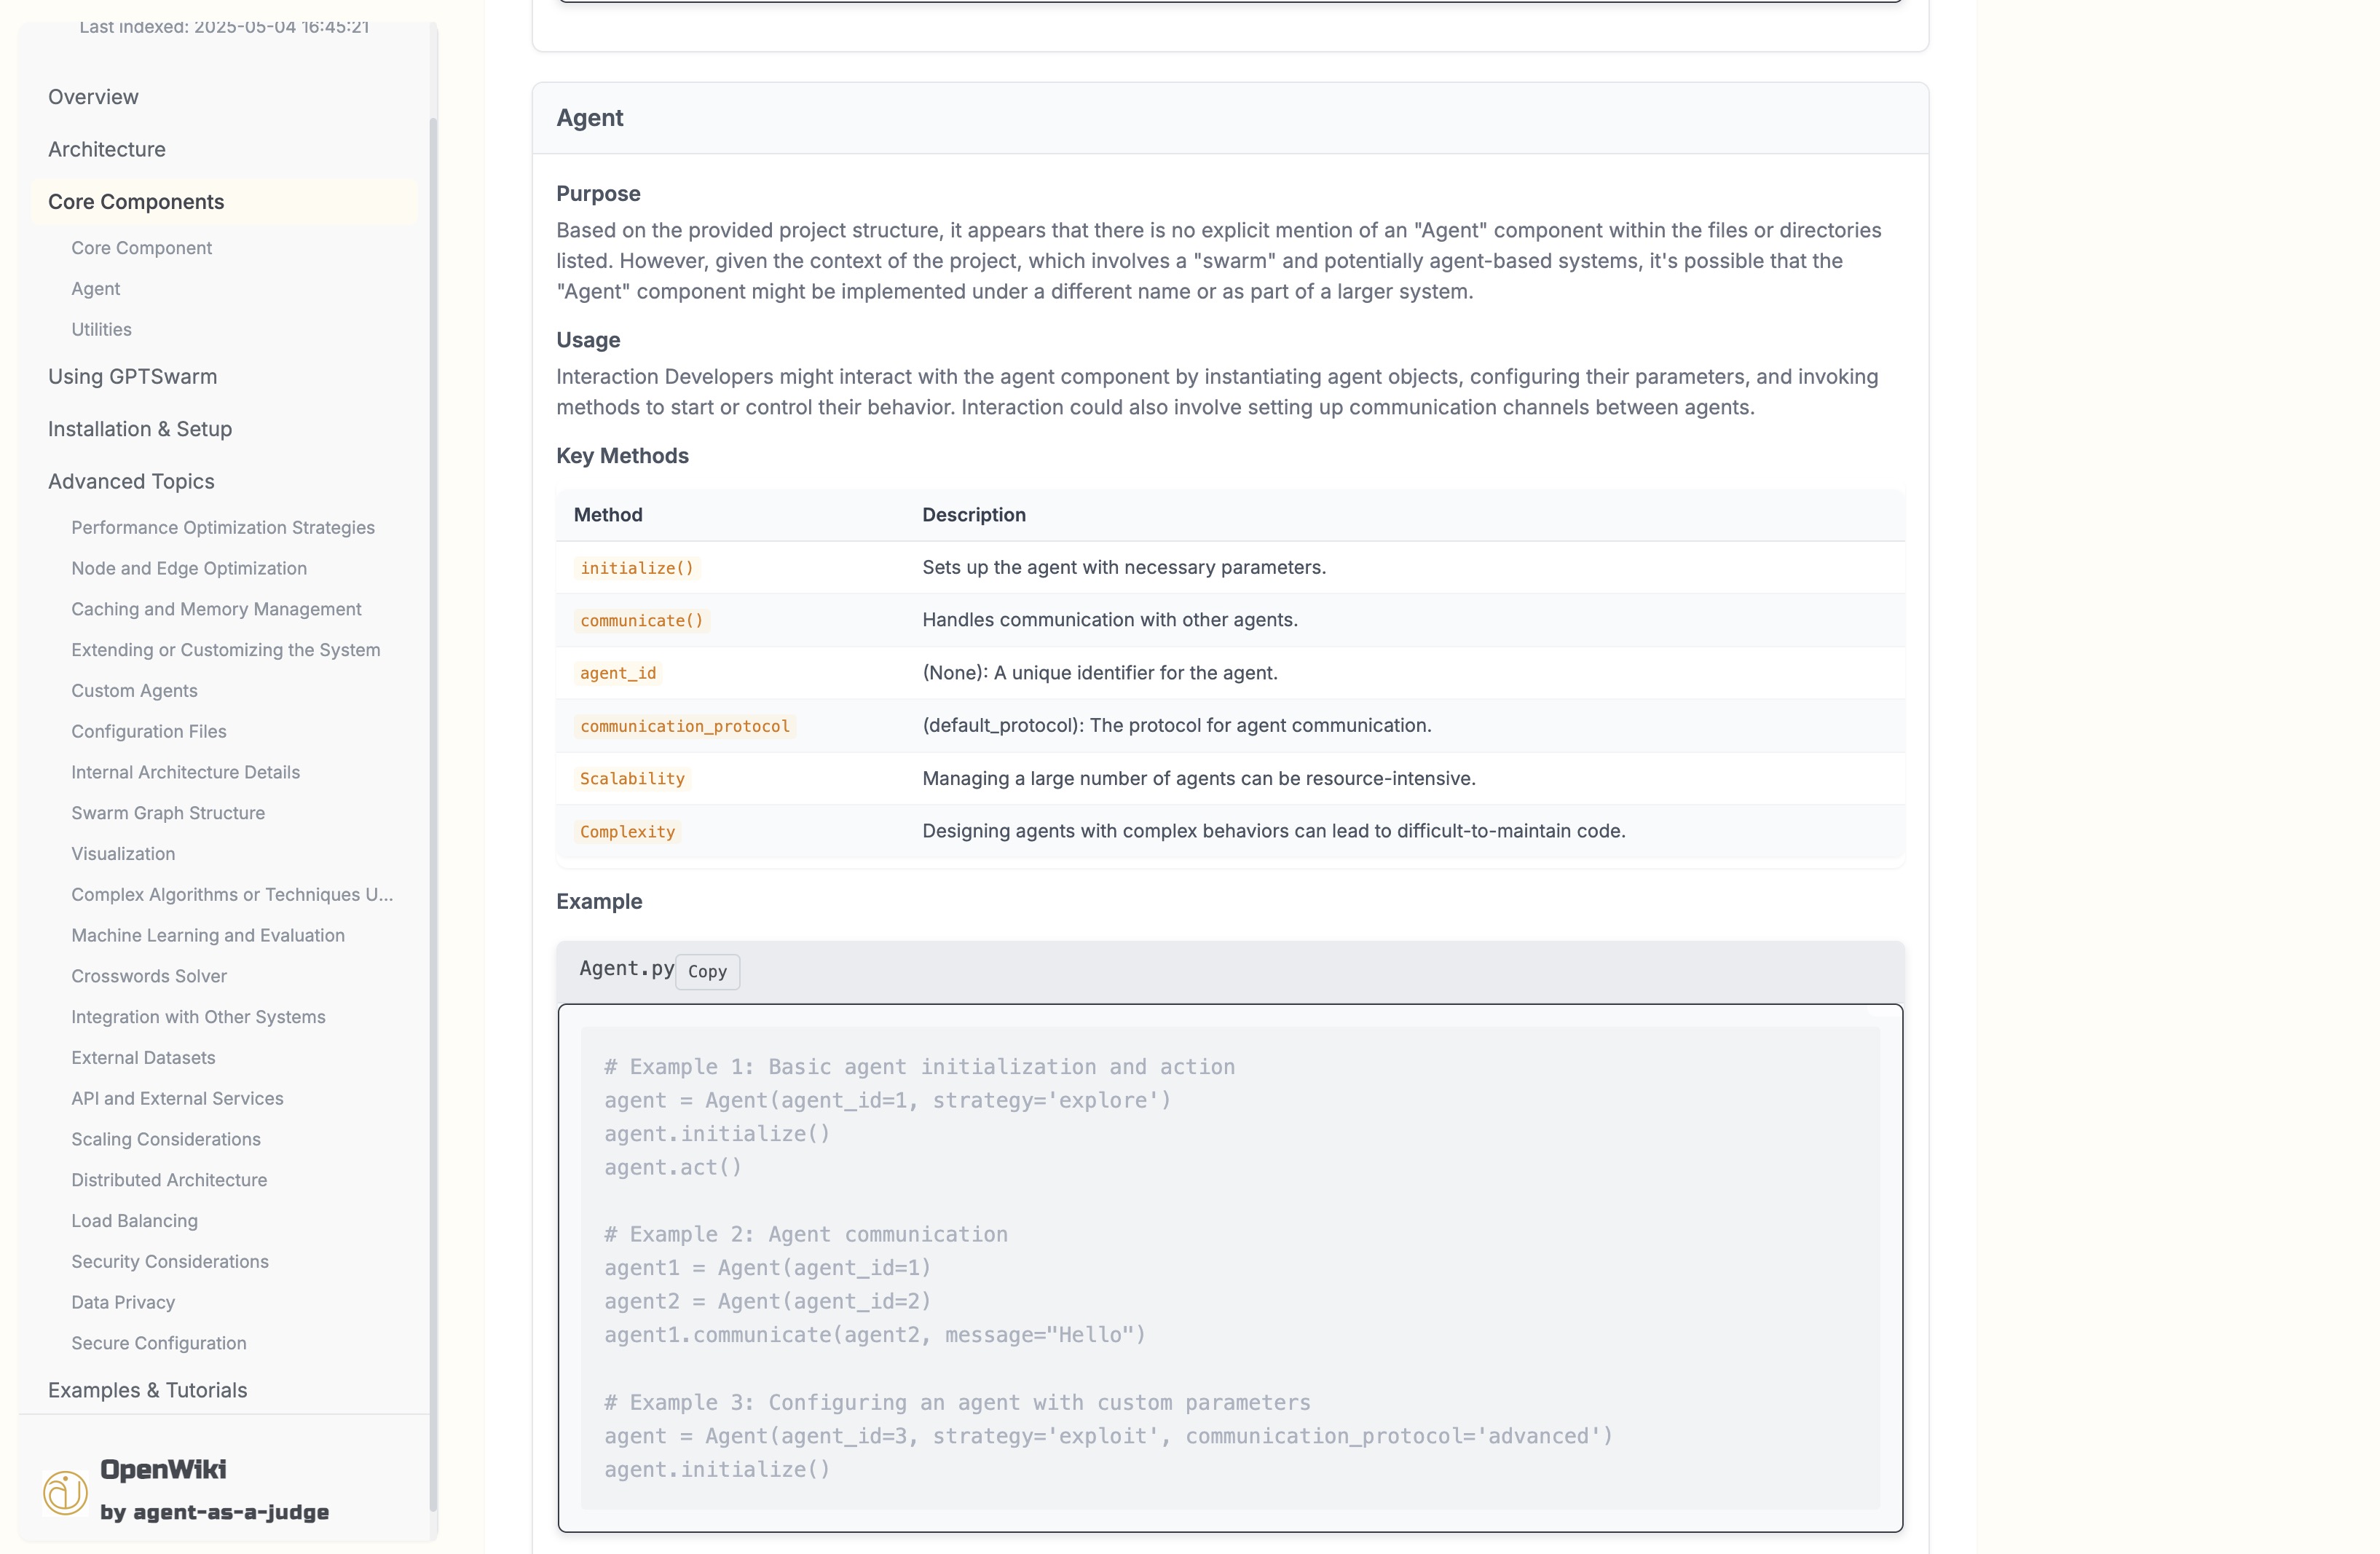 Last indexed: 2025-05-04 16:45:21
Overview
Architecture
Core Components
Core Component
Agent
Utilities
Using GPTSwarm
Installation & Setup
Advanced Topics
Performance Optimization Strategies
Node and Edge Optimization
Caching and Memory Management
Extending or Customizing the System
Custom Agents
Configuration Files
Internal Architecture Details
Swarm Graph Structure
Visualization
Complex Algorithms or Techniques U...
Machine Learning and Evaluation
Crosswords Solver
Integration with Other Systems
External Datasets
API and External Services
Scaling Considerations
Distributed Architecture
Load Balancing
Security Considerations
Data Privacy
Secure Configuration
Examples & Tutorials
OpenWiki
by agent-as-a-judge
Agent
Purpose
Based on the provided project structure, it appears that there is no explicit mention of an "Agent" component within the files or directories
listed. However, given the context of the project, which involves a "swarm" and potentially agent-based systems, it's possible that the
"Agent" component might be implemented under a different name or as part of a larger system.
Usage
Interaction Developers might interact with the agent component by instantiating agent objects, configuring their parameters, and invoking
methods to start or control their behavior. Interaction could also involve setting up communication channels between agents.
Key Methods
Method Description
initialize() Sets up the agent with necessary parameters.
communicate() Handles communication with other agents.
agent_id (None): A unique identifier for the agent.
communication_protocol (default_protocol): The protocol for agent communication.
Scalability Managing a large number of agents can be resource-intensive.
Complexity Designing agents with complex behaviors can lead to difficult-to-maintain code.
Example
Agent.py Copy
# Example 1: Basic agent initialization and action
agent = Agent(agent_id=1, strategy='explore')
agent.initialize()
agent.act()
# Example 2: Agent communication
agent1 = Agent(agent_id=1)
agent2 = Agent(agent_id=2)
agent1.communicate(agent2, message="Hello")
# Example 3: Configuring an agent with custom parameters
agent = Agent(agent_id=3, strategy='exploit', communication_protocol='advanced')
agent.initialize()